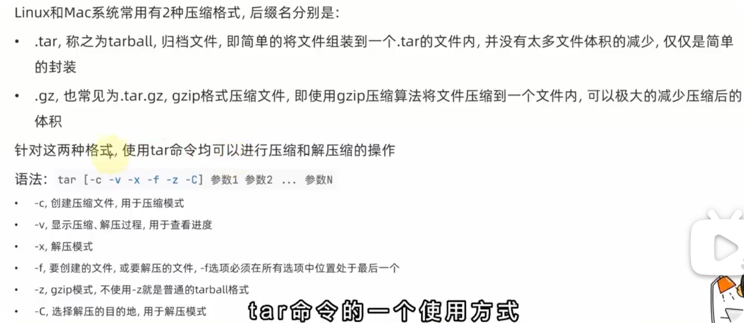 Linux和Mac系统常用有2种压缩格式, 后缀名分别是:
• .tar, 称之为tarball, 归档文件, 即简单的将文件组装到一个.tar的文件内, 并没有太多文件体积的减少, 仅仅是简单
的封装
• .gz, 也常见为.tar.gz, gzip格式压缩文件, 即使用gzip压缩算法将文件压缩到一个文件内, 可以极大的减少压缩后的
体积
针对这两种格式, 使用tar命令均可以进行压缩和解压缩的操作
语法: tar [-c -v -x -f -z -C] 参数1 参数2 ... 参数N
• -c, 创建压缩文件, 用于压缩模式
• -v, 显示压缩、解压过程, 用于查看进度
• -x, 解压模式
• -f, 要创建的文件, 或要解压的文件, -f选项必须在所有选项中位置处于最后一个
• -z, gzip模式, 不使用-z就是普通的tarball格式
• -C, 选择解压的目的地, 用于解压模式
tar命令的一个使用方式